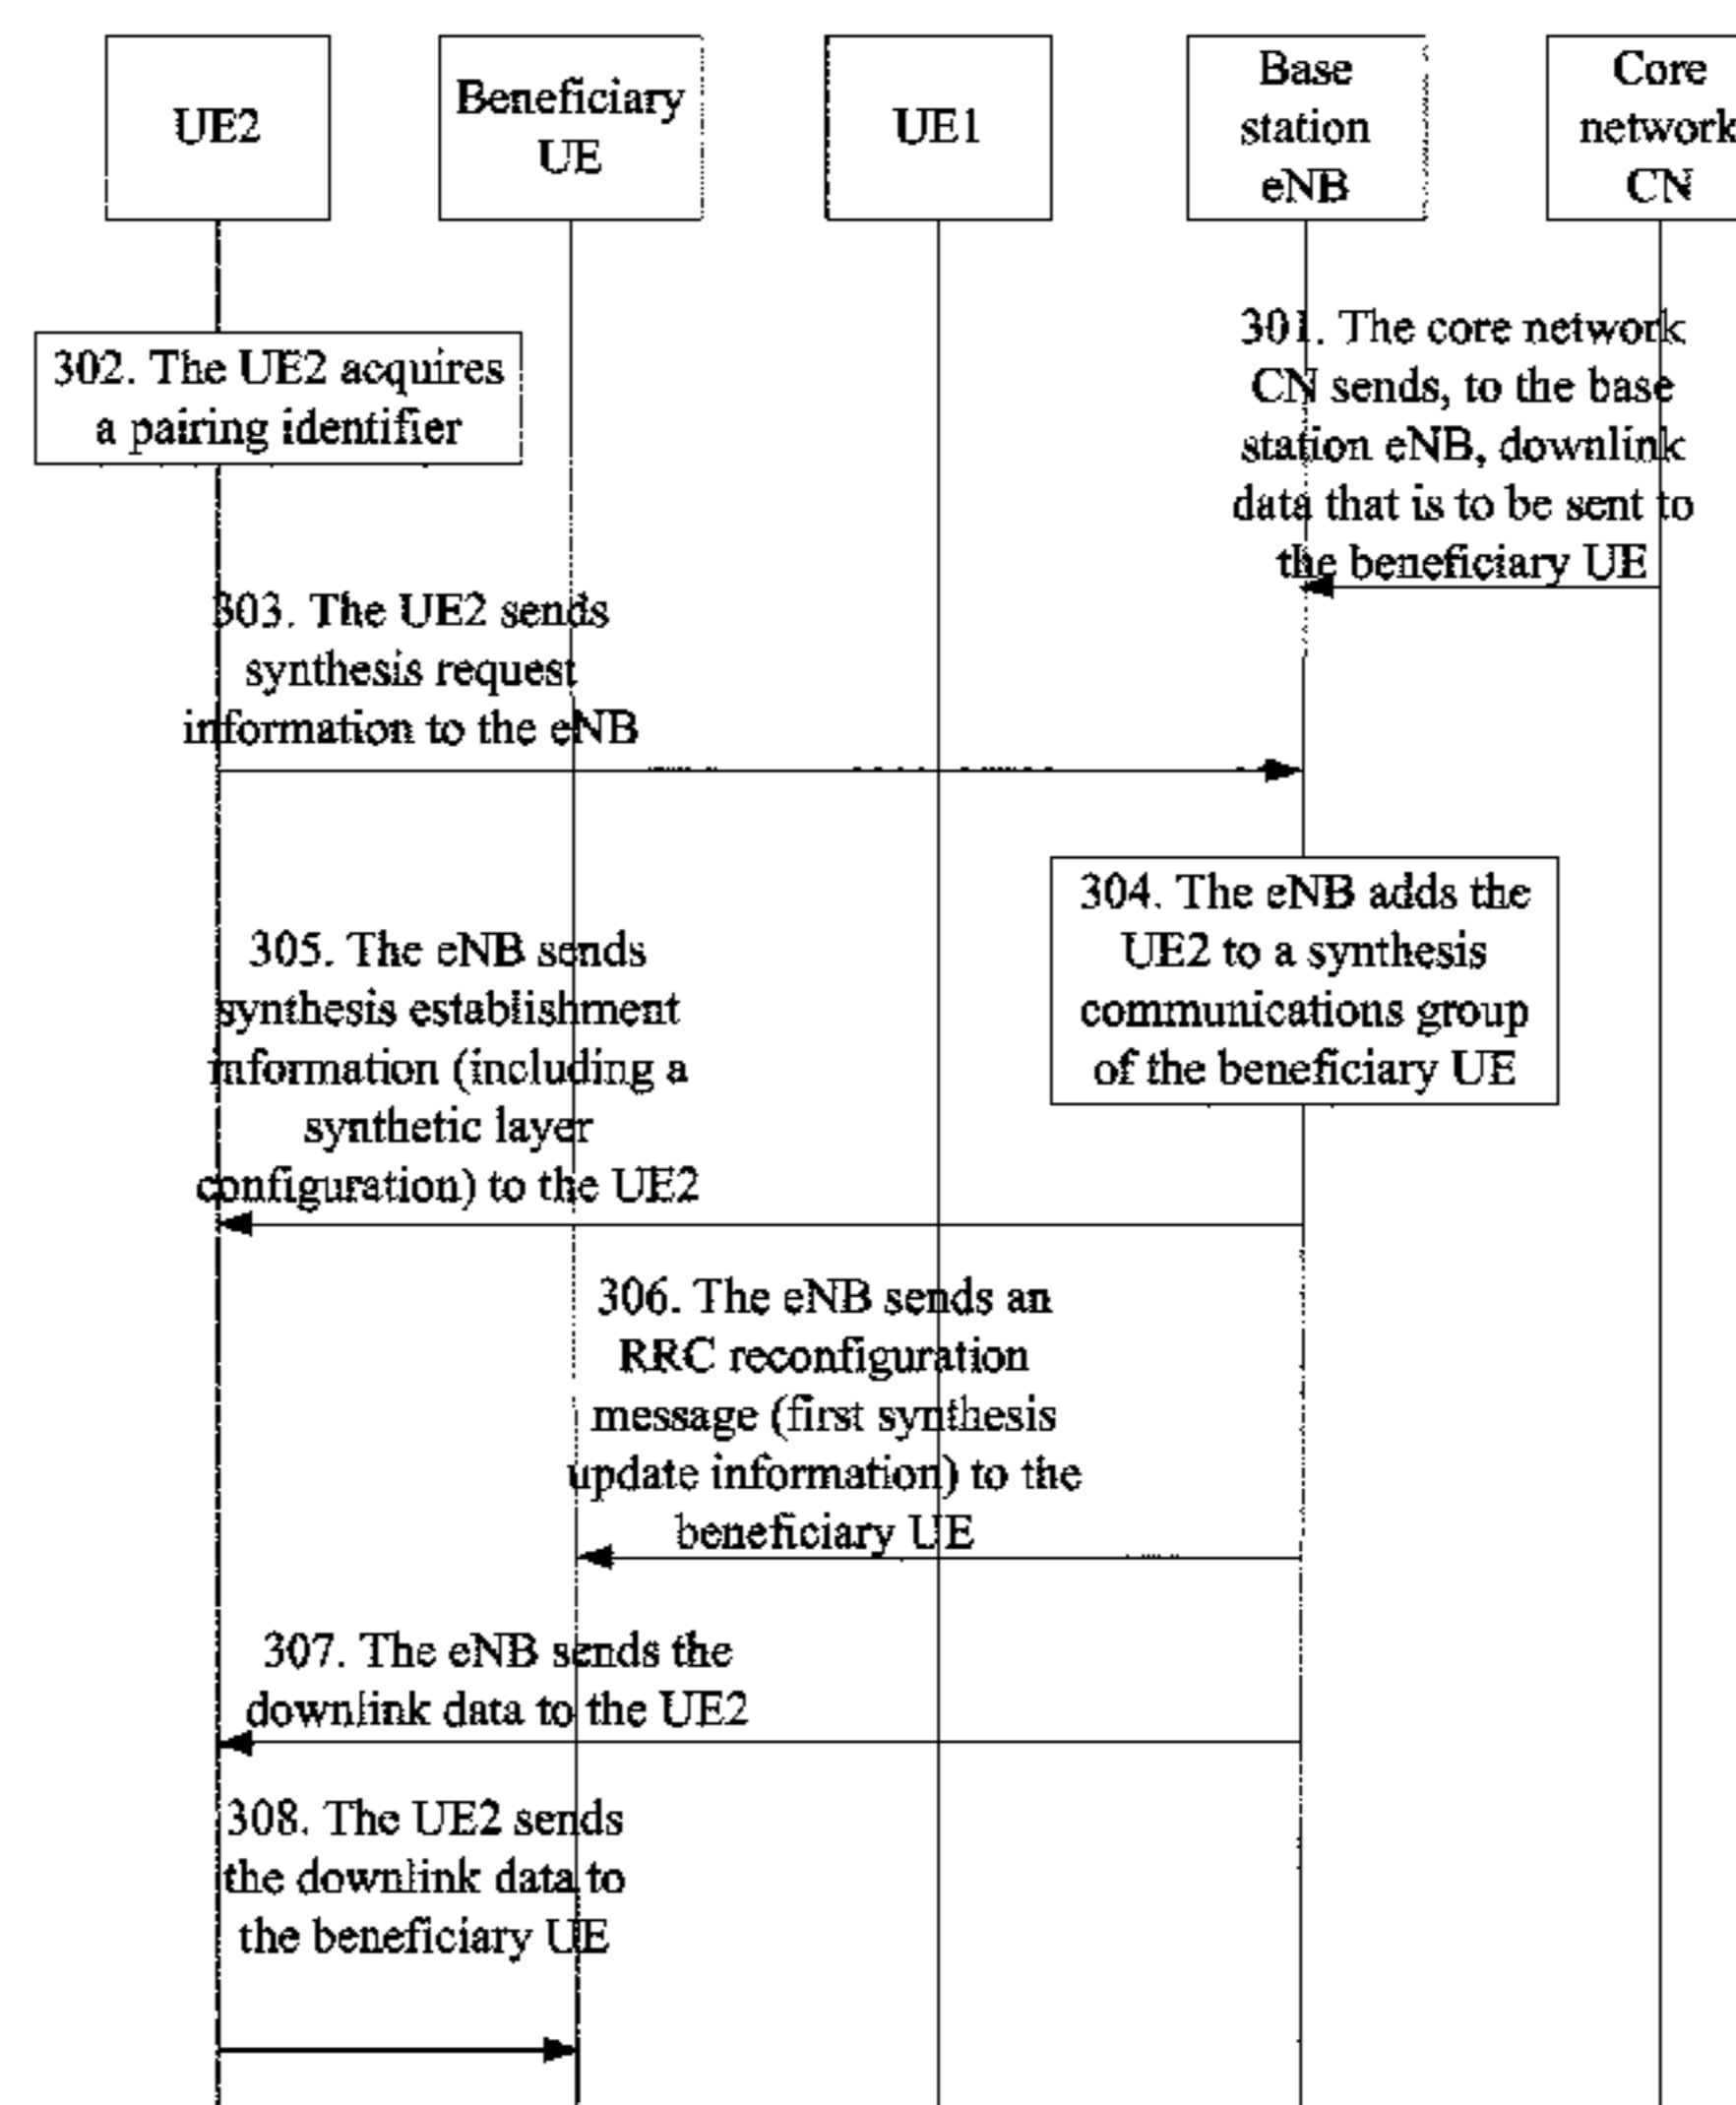 UE2
Beneficiary
UE
UE1
Base
station
eNB
Core
network
CN
301. The core network
CN sends, to the base
station eNB, downlink
data that is to be sent to
the beneficiary UE
302. The UE2 acquires
a pairing identifier
303. The UE2 sends
synthesis request
information to the eNB
304. The eNB adds the
UE2 to a synthesis
communications group
of the beneficiary UE
305. The eNB sends
synthesis establishment
information (including a
synthetic layer
configuration) to the UE2
306. The eNB sends an
RRC reconfiguration
message (first synthesis
update information) to the
beneficiary UE
307. The eNB sends the
downlink data to the UE2
308. The UE2 sends
the downlink data to
the beneficiary UE